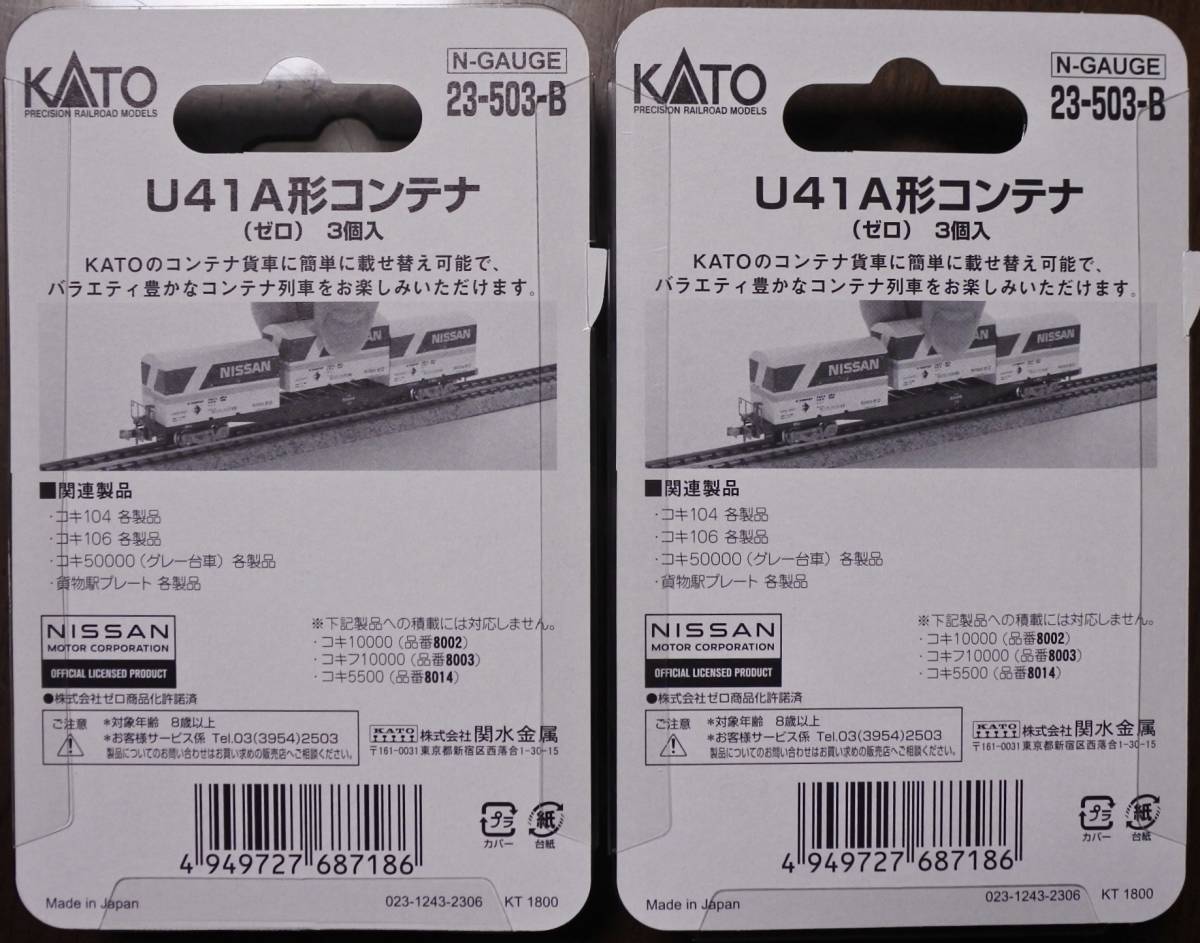 KATO
PRECISION RAILROAD MODELS
N-GAUGE
23-503-B
U41A形コンテナ
(ゼロ) 3個入
KATOのコンテナ貨車に簡単に載せ替え可能で、
バラエティ豊かなコンテナ列車をお楽しみいただけます。
NISSAN
NISSAN
NISSAN
■関連製品
・コキ104 各製品
・コキ106 各製品
・コキ50000(グレー台車)各製品
・貨物駅プレート 各製品
NISSAN
MOTOR CORPORATION
OFFICIAL LICENSED PRODUCT
※下記製品への積載には対応しません。
・コキ10000(品番8002)
・コキフ10000(品番8003)
・コキ5500(品番8014)
●株式会社ゼロ商品化許諾済
ご注意
*対象年齢 8歳以上
*お客様サービス係 Tel.03(3954)2503
製品についてのお問い合わせはお買い求めの販売店へご相談ください。
KATO 株式会社 関水金属
〒161-0031 東京都新宿区西落合1-30-15
4 949727 687186
プラ
カバー
紙
台紙
Made in Japan
023-1243-2306 KT 1800
KATO
PRECISION RAILROAD MODELS
N-GAUGE
23-503-B
U41A形コンテナ
(ゼロ) 3個入
KATOのコンテナ貨車に簡単に載せ替え可能で、
バラエティ豊かなコンテナ列車をお楽しみいただけます。
NISSAN
NISSAN
NISSAN
■関連製品
・コキ104 各製品
・コキ106 各製品
・コキ50000(グレー台車)各製品
・貨物駅プレート 各製品
NISSAN
MOTOR CORPORATION
OFFICIAL LICENSED PRODUCT
※下記製品への積載には対応しません。
・コキ10000(品番8002)
・コキフ10000(品番8003)
・コキ5500(品番8014)
●株式会社ゼロ商品化許諾済
ご注意
*対象年齢 8歳以上
*お客様サービス係 Tel.03(3954)2503
製品についてのお問い合わせはお買い求めの販売店へご相談ください。
KATO 株式会社 関水金属
〒161-0031 東京都新宿区西落合1-30-15
4 949727 687186
プラ
カバー
紙
台紙
Made in Japan
023-1243-2306 KT 1800